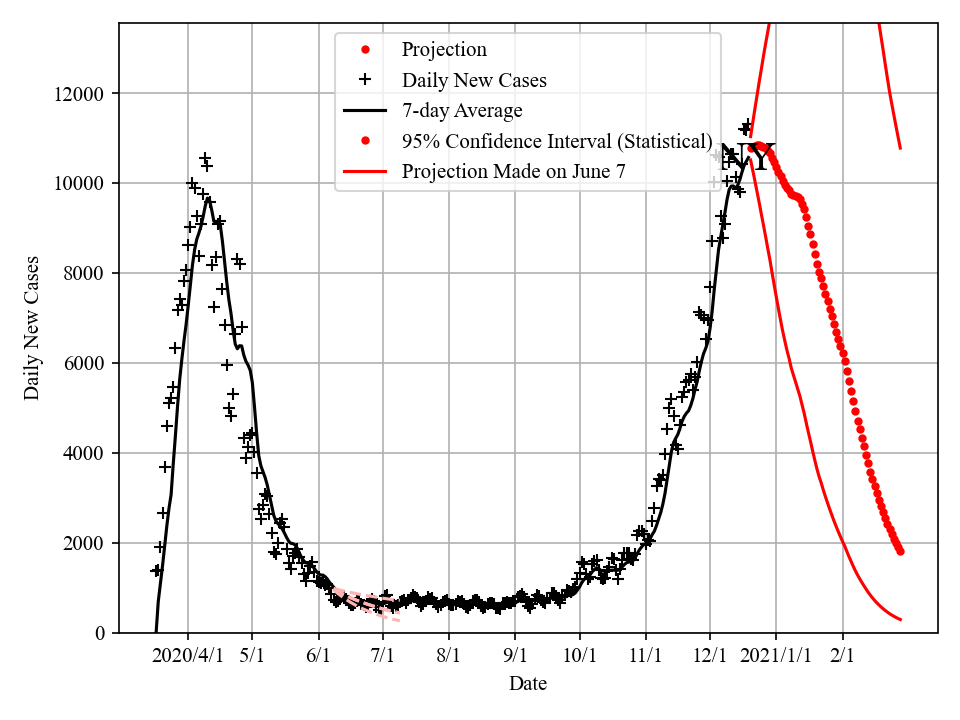 Projection
Daily New Cases
7-day Average
95% Confidence Interval (Statistical)
Projection Made on June 7
NY
12000
10000
8000
6000
4000
2000
0
Daily New Cases
2020/4/1 5/1 6/1 7/1 8/1 9/1 10/1 11/1 12/1 2021/1/1 2/1
Date